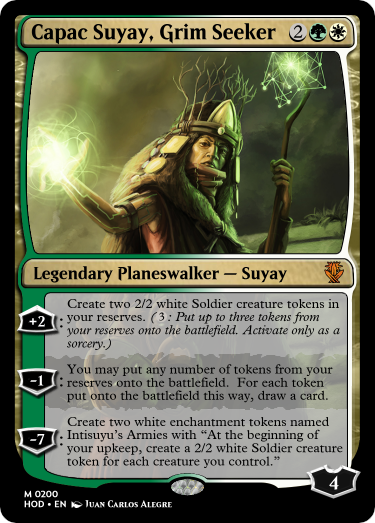 Capac Suyay, Grim Seeker 2
Legendary Planeswalker — Suyay
+2: Create two 2/2 white Soldier creature tokens in
your reserves. (3: Put up to three tokens from
your reserves onto the battlefield. Activate only as
a sorcery.)
-1: You may put any number of tokens from your
reserves onto the battlefield. For each token
put onto the battlefield this way, draw a card.
-7: Create two white enchantment tokens named
Intisuyu's Armies with “At the beginning of
your upkeep, create a 2/2 white Soldier creature
token for each creature you control.”
4
M 0200
HOD • EN Juan Carlos Alegre